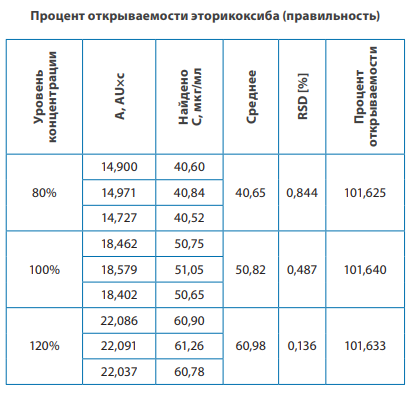 Процент открываемости эторикоксиба (правильность)
Уровень концентрации | A, AU×с | Найдено C, мкг/мл | Среднее | RSD [%] | Процент открываемости
80% | 14,900 | 40,60 | 40,65 | 0,844 | 101,625
14,971 | 40,84
14,727 | 40,52
100% | 18,462 | 50,75 | 50,82 | 0,487 | 101,640
18,579 | 51,05
18,402 | 50,65
120% | 22,086 | 60,90 | 60,98 | 0,136 | 101,633
22,091 | 61,26
22,037 | 60,78